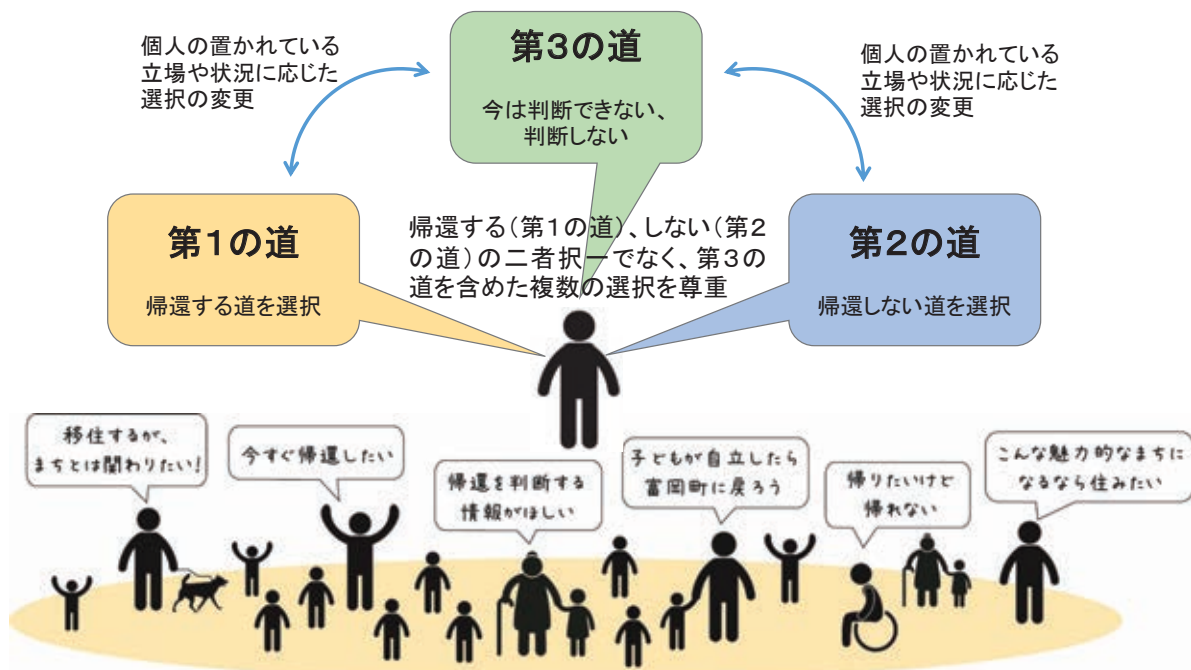 第3の道
今は判断できない、
判断しない
個人の置かれている
立場や状況に応じた
選択の変更
個人の置かれている
立場や状況に応じた
選択の変更
第1の道
帰還する道を選択
帰還する(第1の道)、しない(第2
の道)の二者択一でなく、第3の
道を含めた複数の選択を尊重
第2の道
帰還しない道を選択
移住するが、
まちとは関わりたい!
今すぐ帰還したい
帰還を判断する
情報がほしい
子どもが自立したら
富岡町に戻ろう
帰りたいけど
帰れない
こんな魅力的なまちに
なるなら住みたい